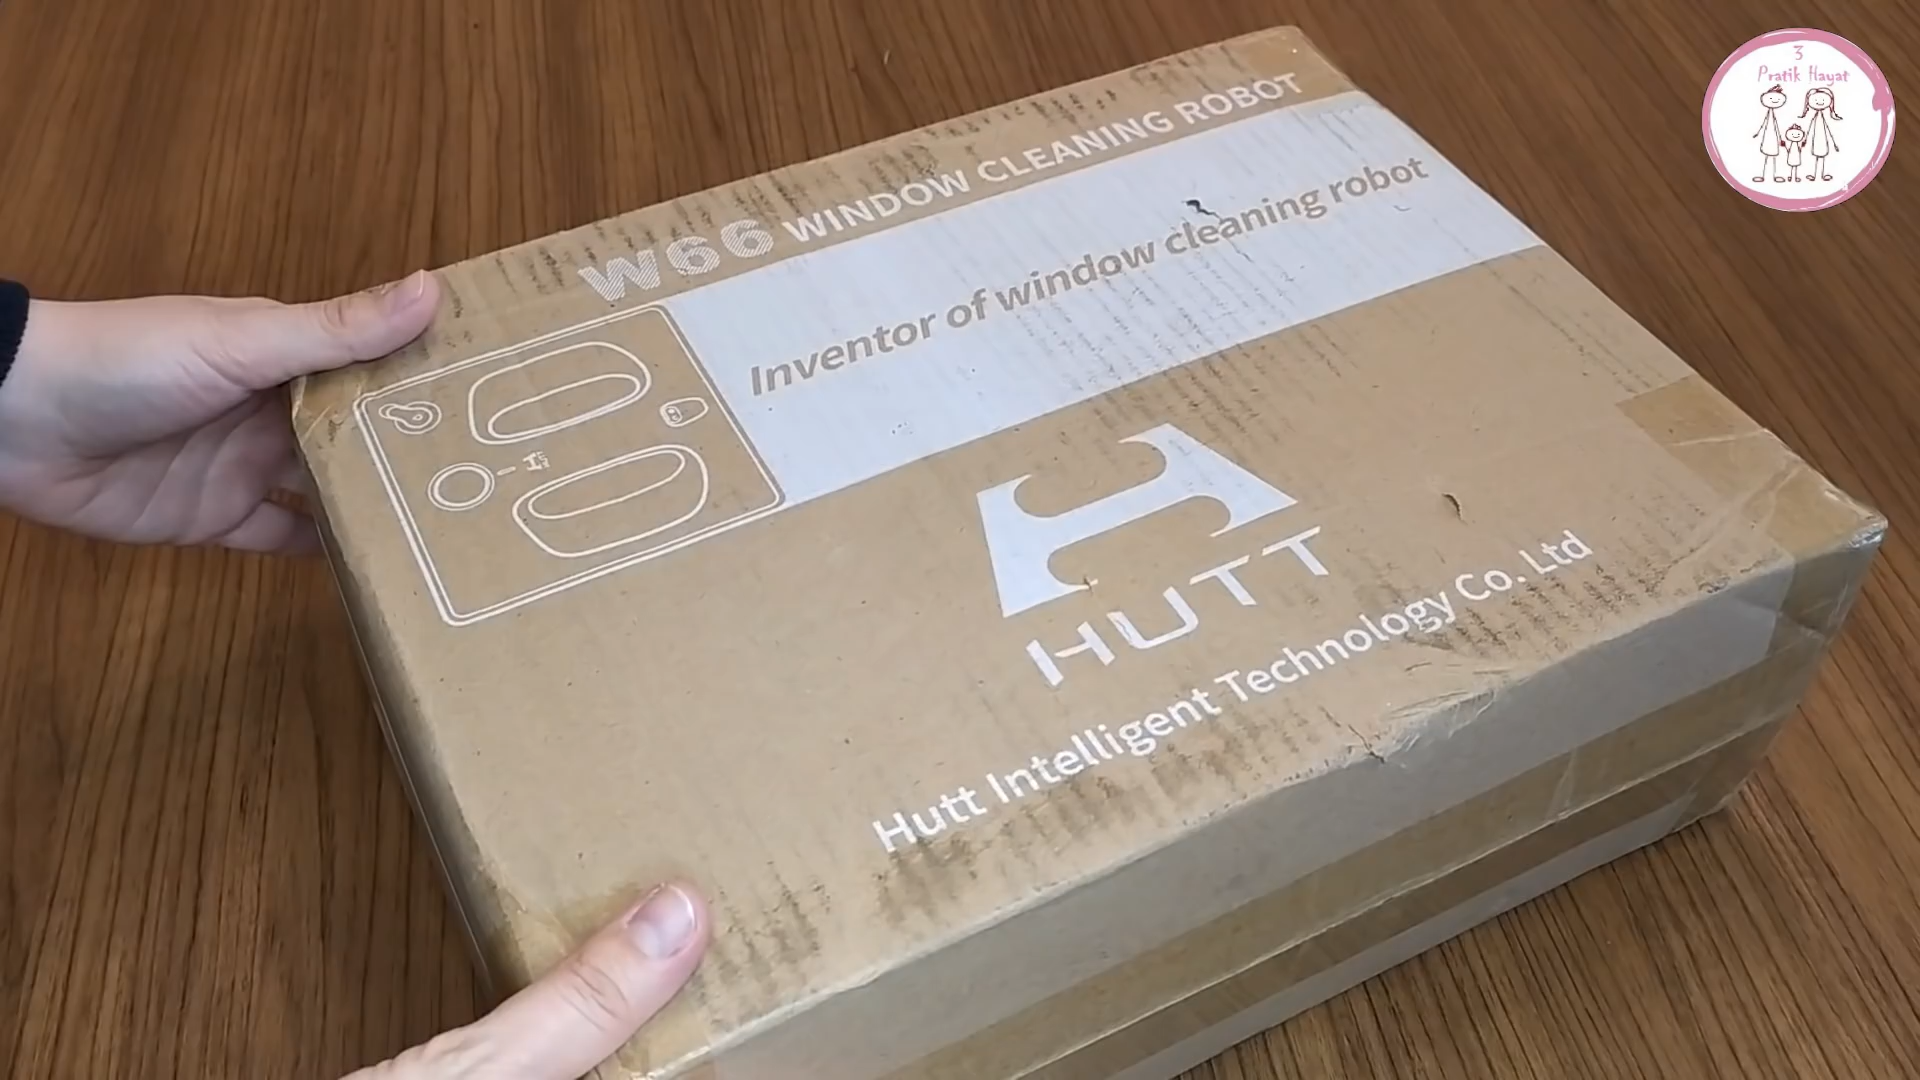 W66 WINDOW CLEANING ROBOT
Inventor of window cleaning robot
HUTT
Hutt Intelligent Technology Co. Ltd
3
Pratik Hayat